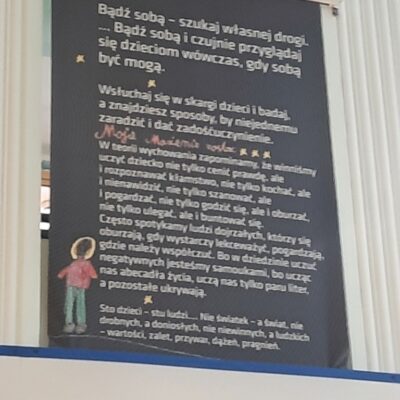 Bądź sobą – szukaj własnej drogi.
.... Bądź sobą i czujnie przyglądaj
się dzieciom wówczas, gdy sobą
być mogą.
Wsłuchaj się w skargi dzieci i badaj,
a znajdziesz sposoby, by niejednemu
zaradzić i dać zadośćuczynienie.
Moje Marzenie
W teorii wychowania zapominamy, że winniśmy
uczyć dziecko nie tylko cenić prawdę, ale
i rozpoznawać kłamstwo, nie tylko kochać, ale
i nienawidzić, nie tylko szanować, ale
i pogardzać, nie tylko godzić się, ale i oburzać,
nie tylko ulegać, ale i buntować się.
Często spotykamy ludzi dojrzałych, którzy się
oburzają, gdy wystarczy lekceważyć, pogardzają,
gdzie należy współczuć. Bo w dziedzinie uczuć
negatywnych jesteśmy samoukami, bo ucząc
nas abecadła życia, uczą nas tylko paru liter,
a pozostałe ukrywają.
Sto dzieci – stu ludzi.... Nie światek – a świat, nie
drobnych, a doniosłych, nie niewinnych, a ludzkich
– wartości, zalet, przywar, dążeń, pragnień.